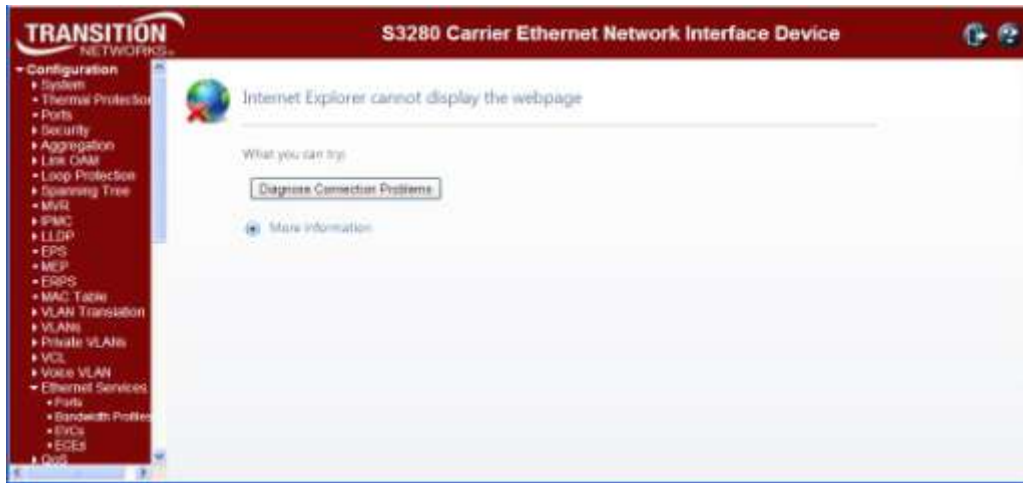 TRANSITION
NETWORKS®
S3280 Carrier Ethernet Network Interface Device
Configuration
System
Thermal Protection
Ports
Security
Aggregation
Link OAM
Loop Protection
Spanning Tree
MVR
IPMC
LLDP
EPS
MEP
ERPS
MAC Table
VLAN Translation
VLANs
Private VLANs
VCL
Voice VLAN
Ethernet Services
Ports
Bandwidth Profiles
EVCs
ECEs
QoS
Internet Explorer cannot display the webpage
What you can try:
Diagnose Connection Problems
More information